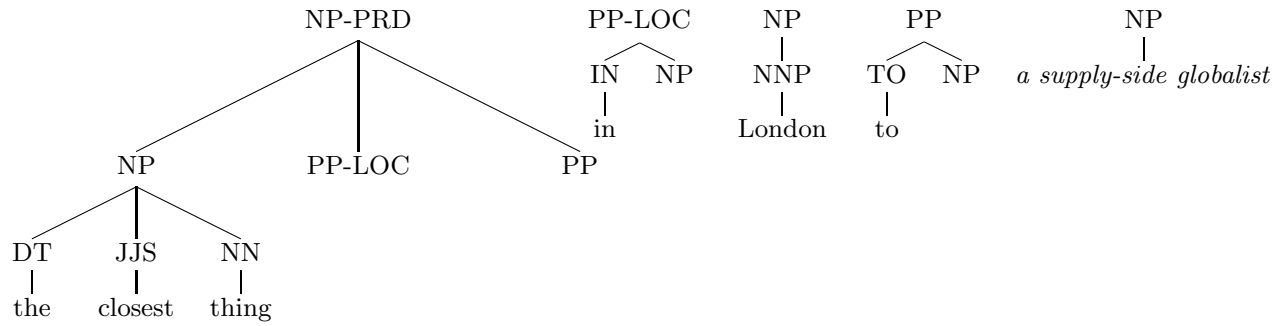 NP-PRD PP-LOC NP PP NP
IN NP NNP TO NP a supply-side globalist
in London to
NP PP-LOC PP
DT JJS NN
the closest thing